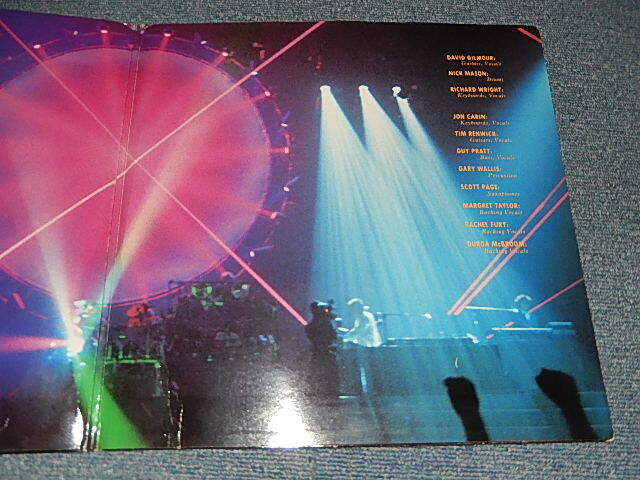 DAVID GILMOUR:
Guitars, Vocals
NICK MASON:
Drums
RICHARD WRIGHT:
Keyboards, Vocals
JON CARIN:
Keyboards, Vocals
TIM RENWICK:
Guitars, Vocals
GUY PRATT:
Bass, Vocals
GARY WALLIS:
Percussion
SCOTT PAGE:
Saxophones
MARGRET TAYLOR:
Backing Vocals
RACHEL FURY:
Backing Vocals
DURGA McBROOM:
Backing Vocals